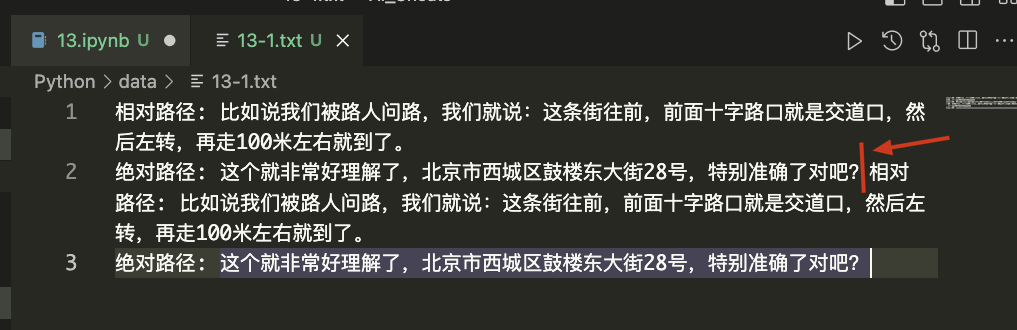 13.ipynb U
13-1.txt U
Python > data > 13-1.txt
1 相对路径：比如说我们被路人问路，我们就说：这条街往前，前面十字路口就是交道口，然
后左转，再走100米左右就到了。
2 绝对路径：这个就非常好理解了，北京市西城区鼓楼东大街28号，特别准确了对吧？相对
路径：比如说我们被路人问路，我们就说：这条街往前，前面十字路口就是交道口，然后左
转，再走100米左右就到了。
3 绝对路径：这个就非常好理解了，北京市西城区鼓楼东大街28号，特别准确了对吧？